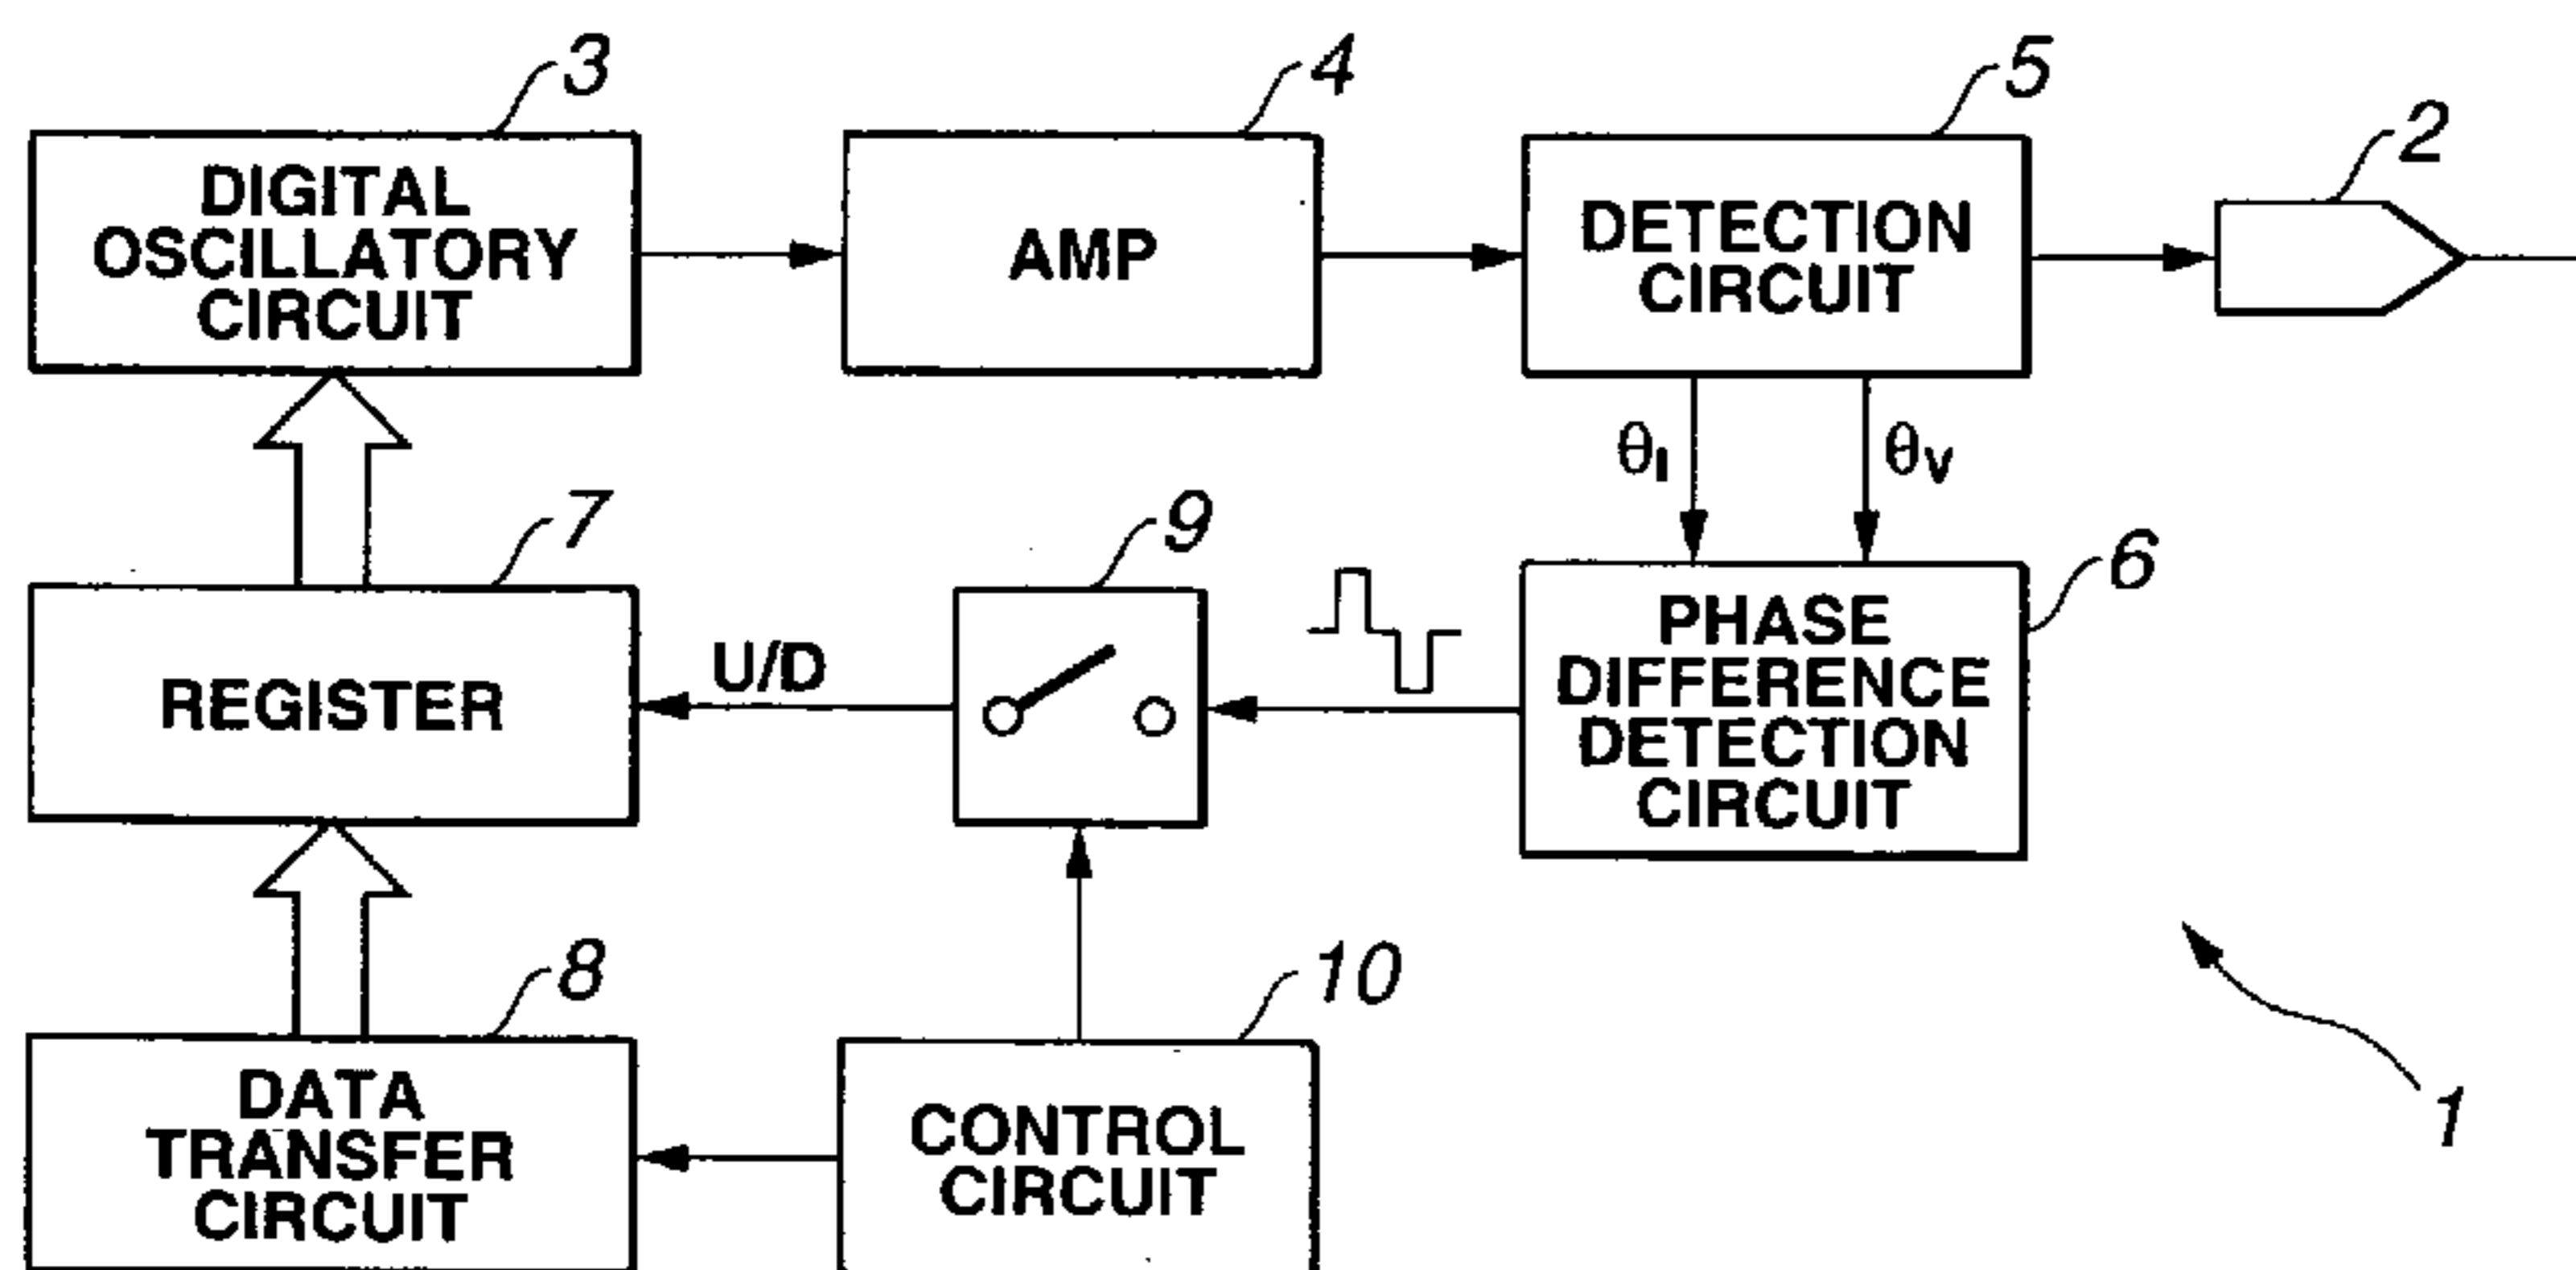 3
4
5
2
DIGITAL
OSCILLATORY
CIRCUIT
AMP
DETECTION
CIRCUIT
θI
θV
7
9
6
REGISTER
U/D
PHASE
DIFFERENCE
DETECTION
CIRCUIT
8
10
1
DATA
TRANSFER
CIRCUIT
CONTROL
CIRCUIT